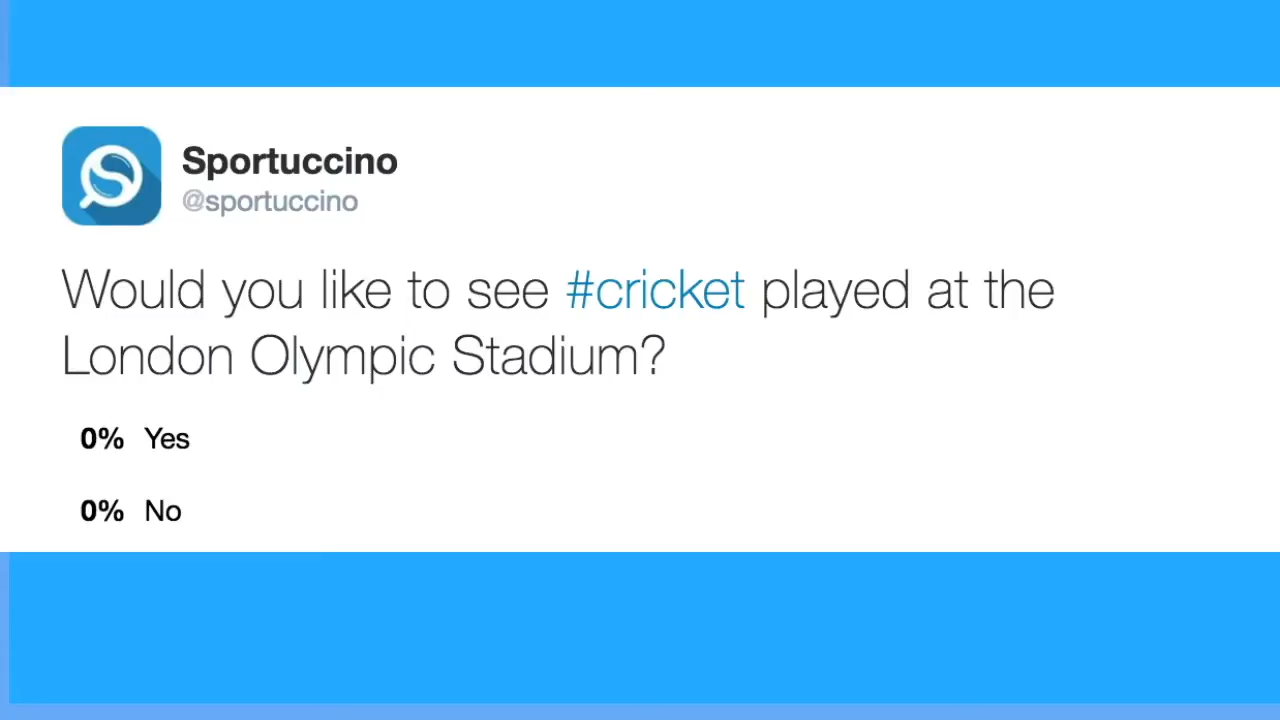 Sportuccino
@sportuccino
Would you like to see #cricket played at the
London Olympic Stadium?
0% Yes
0% No